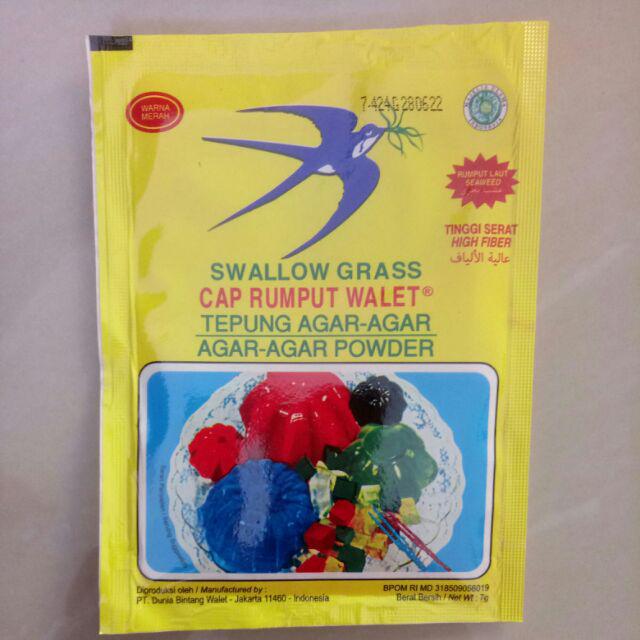 WARNA
MERAH
7424G 280622
RUMPUT LAUT
SEAWEED
TINGGI SERAT
HIGH FIBER
عالية الألياف
SWALLOW GRASS
CAP RUMPUT WALET®
TEPUNG AGAR-AGAR
AGAR-AGAR POWDER
Diproduksi oleh / Manufactured by :
PT. Dunia Bintang Walet - Jakarta 11460 - Indonesia
BPOM RI MD 318509056019
Berat Bersih / Net Wt : 7g